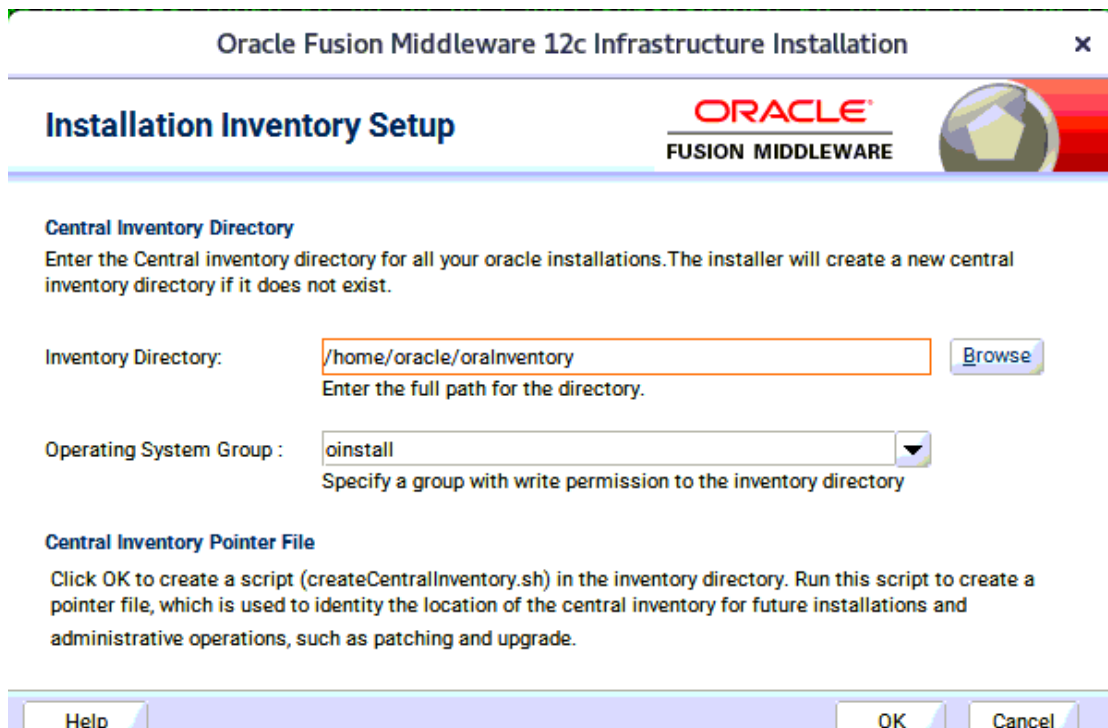 Oracle Fusion Middleware 12c Infrastructure Installation
Installation Inventory Setup
ORACLE
FUSION MIDDLEWARE
Central Inventory Directory
Enter the Central inventory directory for all your oracle installations.The installer will create a new central
inventory directory if it does not exist.
Inventory Directory:
/home/oracle/oraInventory
Browse
Enter the full path for the directory.
Operating System Group :
oinstall
Specify a group with write permission to the inventory directory
Central Inventory Pointer File
Click OK to create a script (createCentralInventory.sh) in the inventory directory. Run this script to create a
pointer file, which is used to identity the location of the central inventory for future installations and
administrative operations, such as patching and upgrade.
Help
OK
Cancel